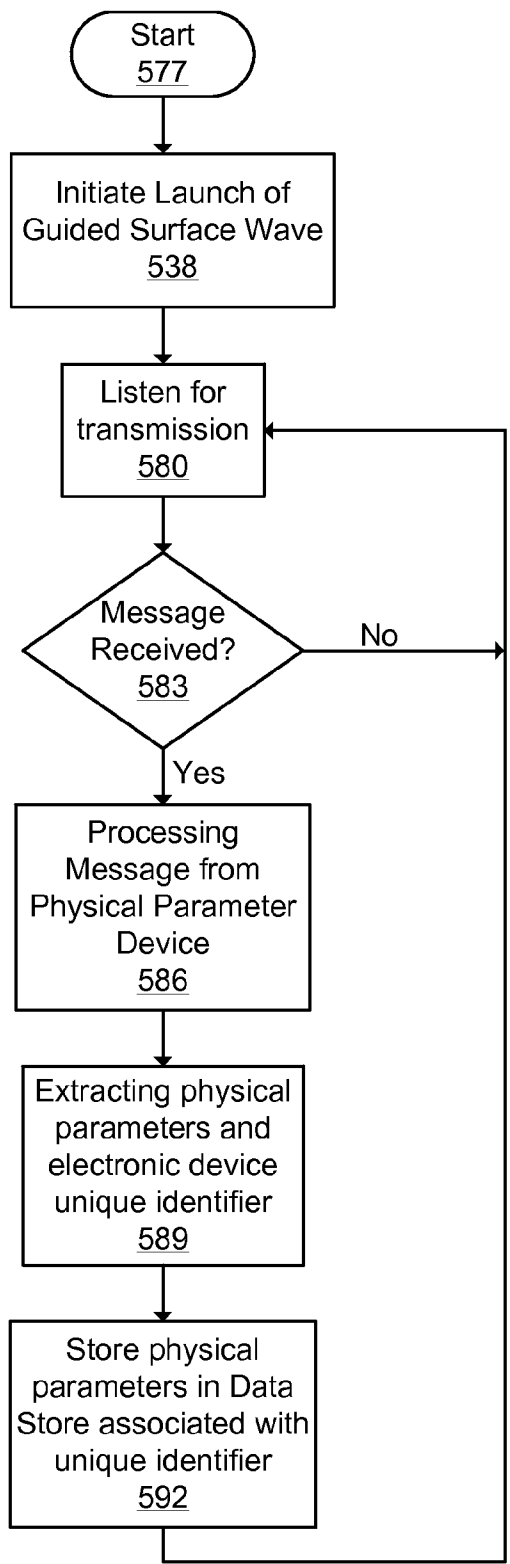 Start
577
Initiate Launch of
Guided Surface Wave
538
Listen for
transmission
580
Message
Received?
583
No
Yes
Processing
Message from
Physical Parameter
Device
586
Extracting physical
parameters and
electronic device
unique identifier
589
Store physical
parameters in Data
Store associated with
unique identifier
592